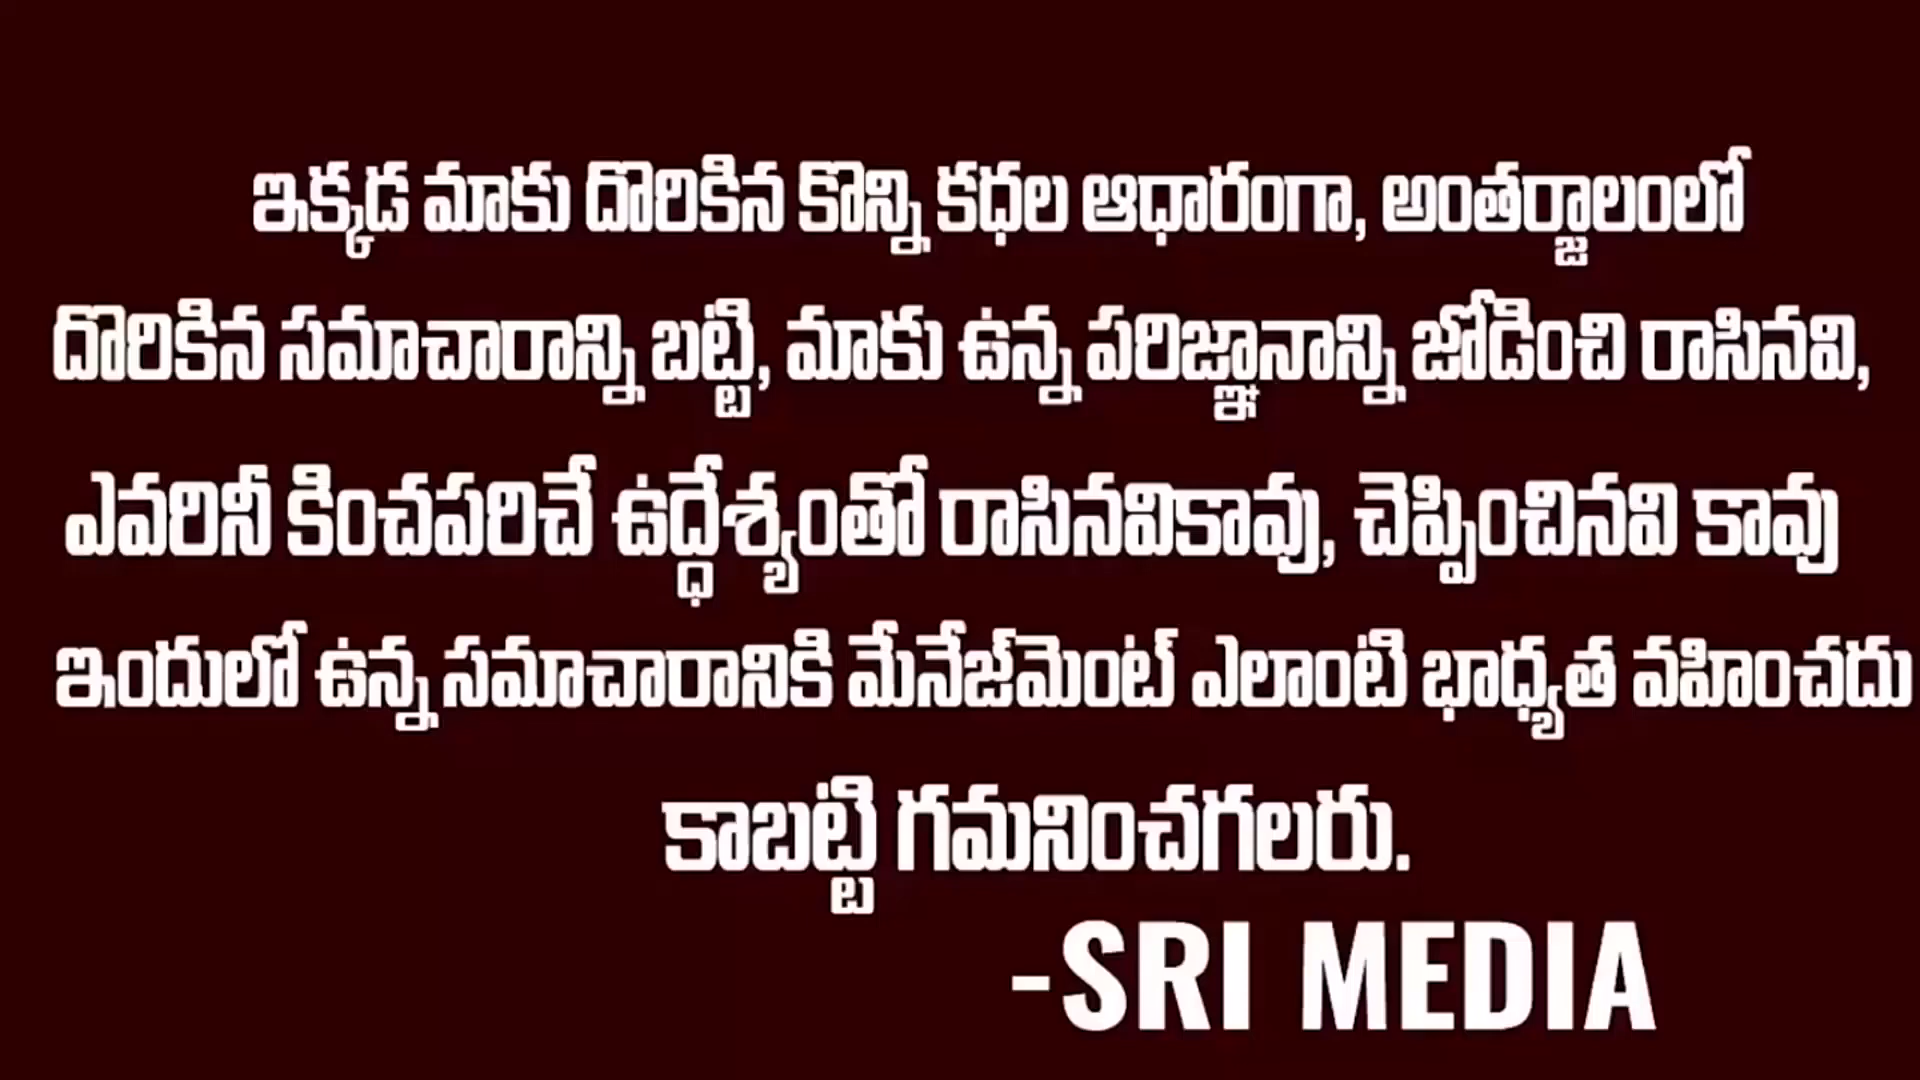 ఇక్కడ మాకు దొరికిన కొన్ని కథల ఆధారంగా, అంతర్జాలంలో
దొరికిన సమాచారాన్ని బట్టి, మాకు ఉన్న పరిజ్ఞానాన్ని జోడించి రాసినవి,
ఎవరినీ కించపరిచే ఉద్ధేశ్యంతో రాసినవికావు, చెప్పించినవి కావు
ఇందులో ఉన్న సమాచారానికి మేనేజ్‌మెంట్ ఎలాంటి భాధ్యత వహించదు
కాబట్టి గమనించగలరు.
-SRI MEDIA